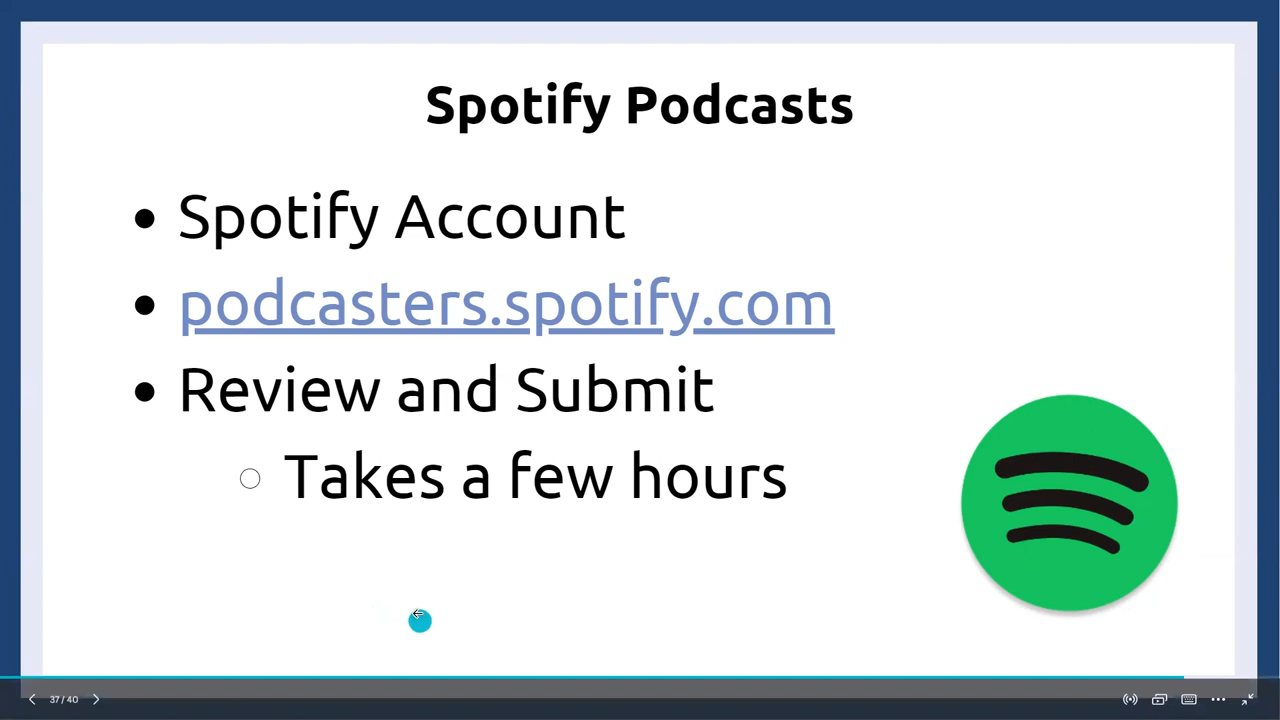 Spotify Podcasts
Spotify Account
podcasters.spotify.com
Review and Submit
Takes a few hours
37 / 40